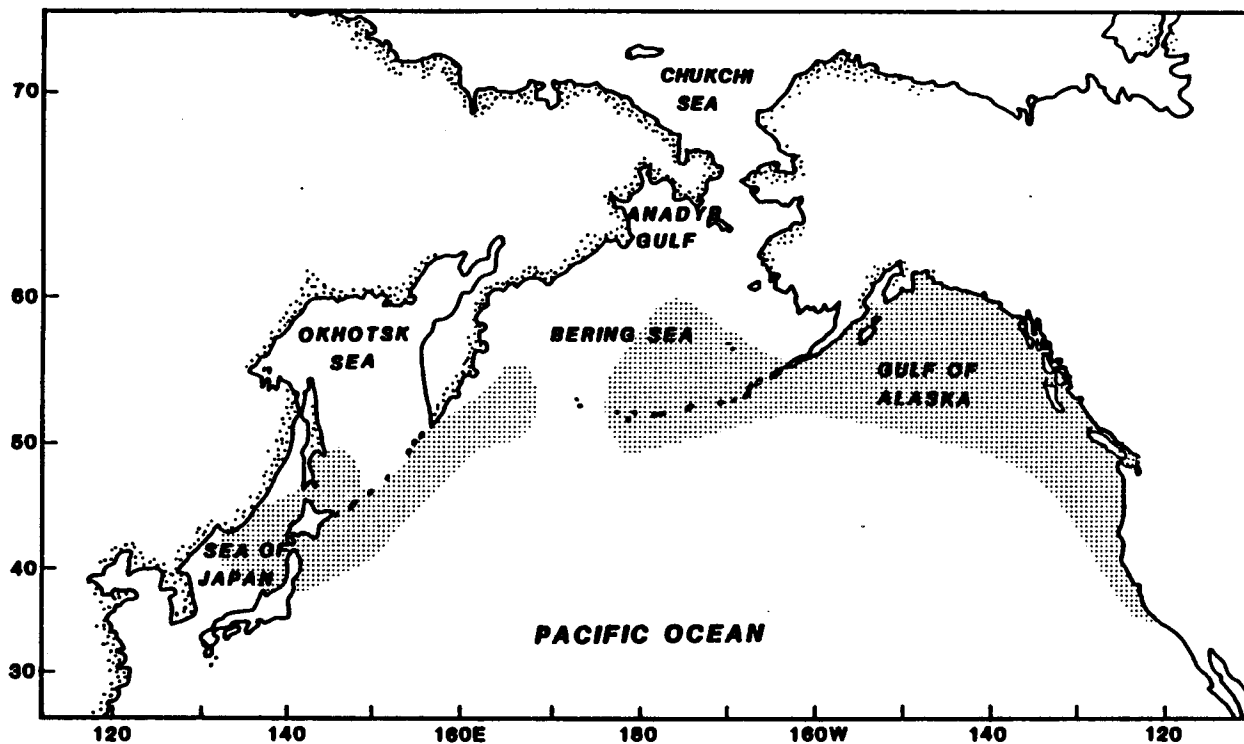 CHUKCHI
SEA
70
ANADYR
GULF
60
OKHOTSK
SEA
BERING SEA
GULF OF
ALASKA
50
SEA OF
JAPAN
40
PACIFIC OCEAN
30
120 140 160E 180 160W 140 120